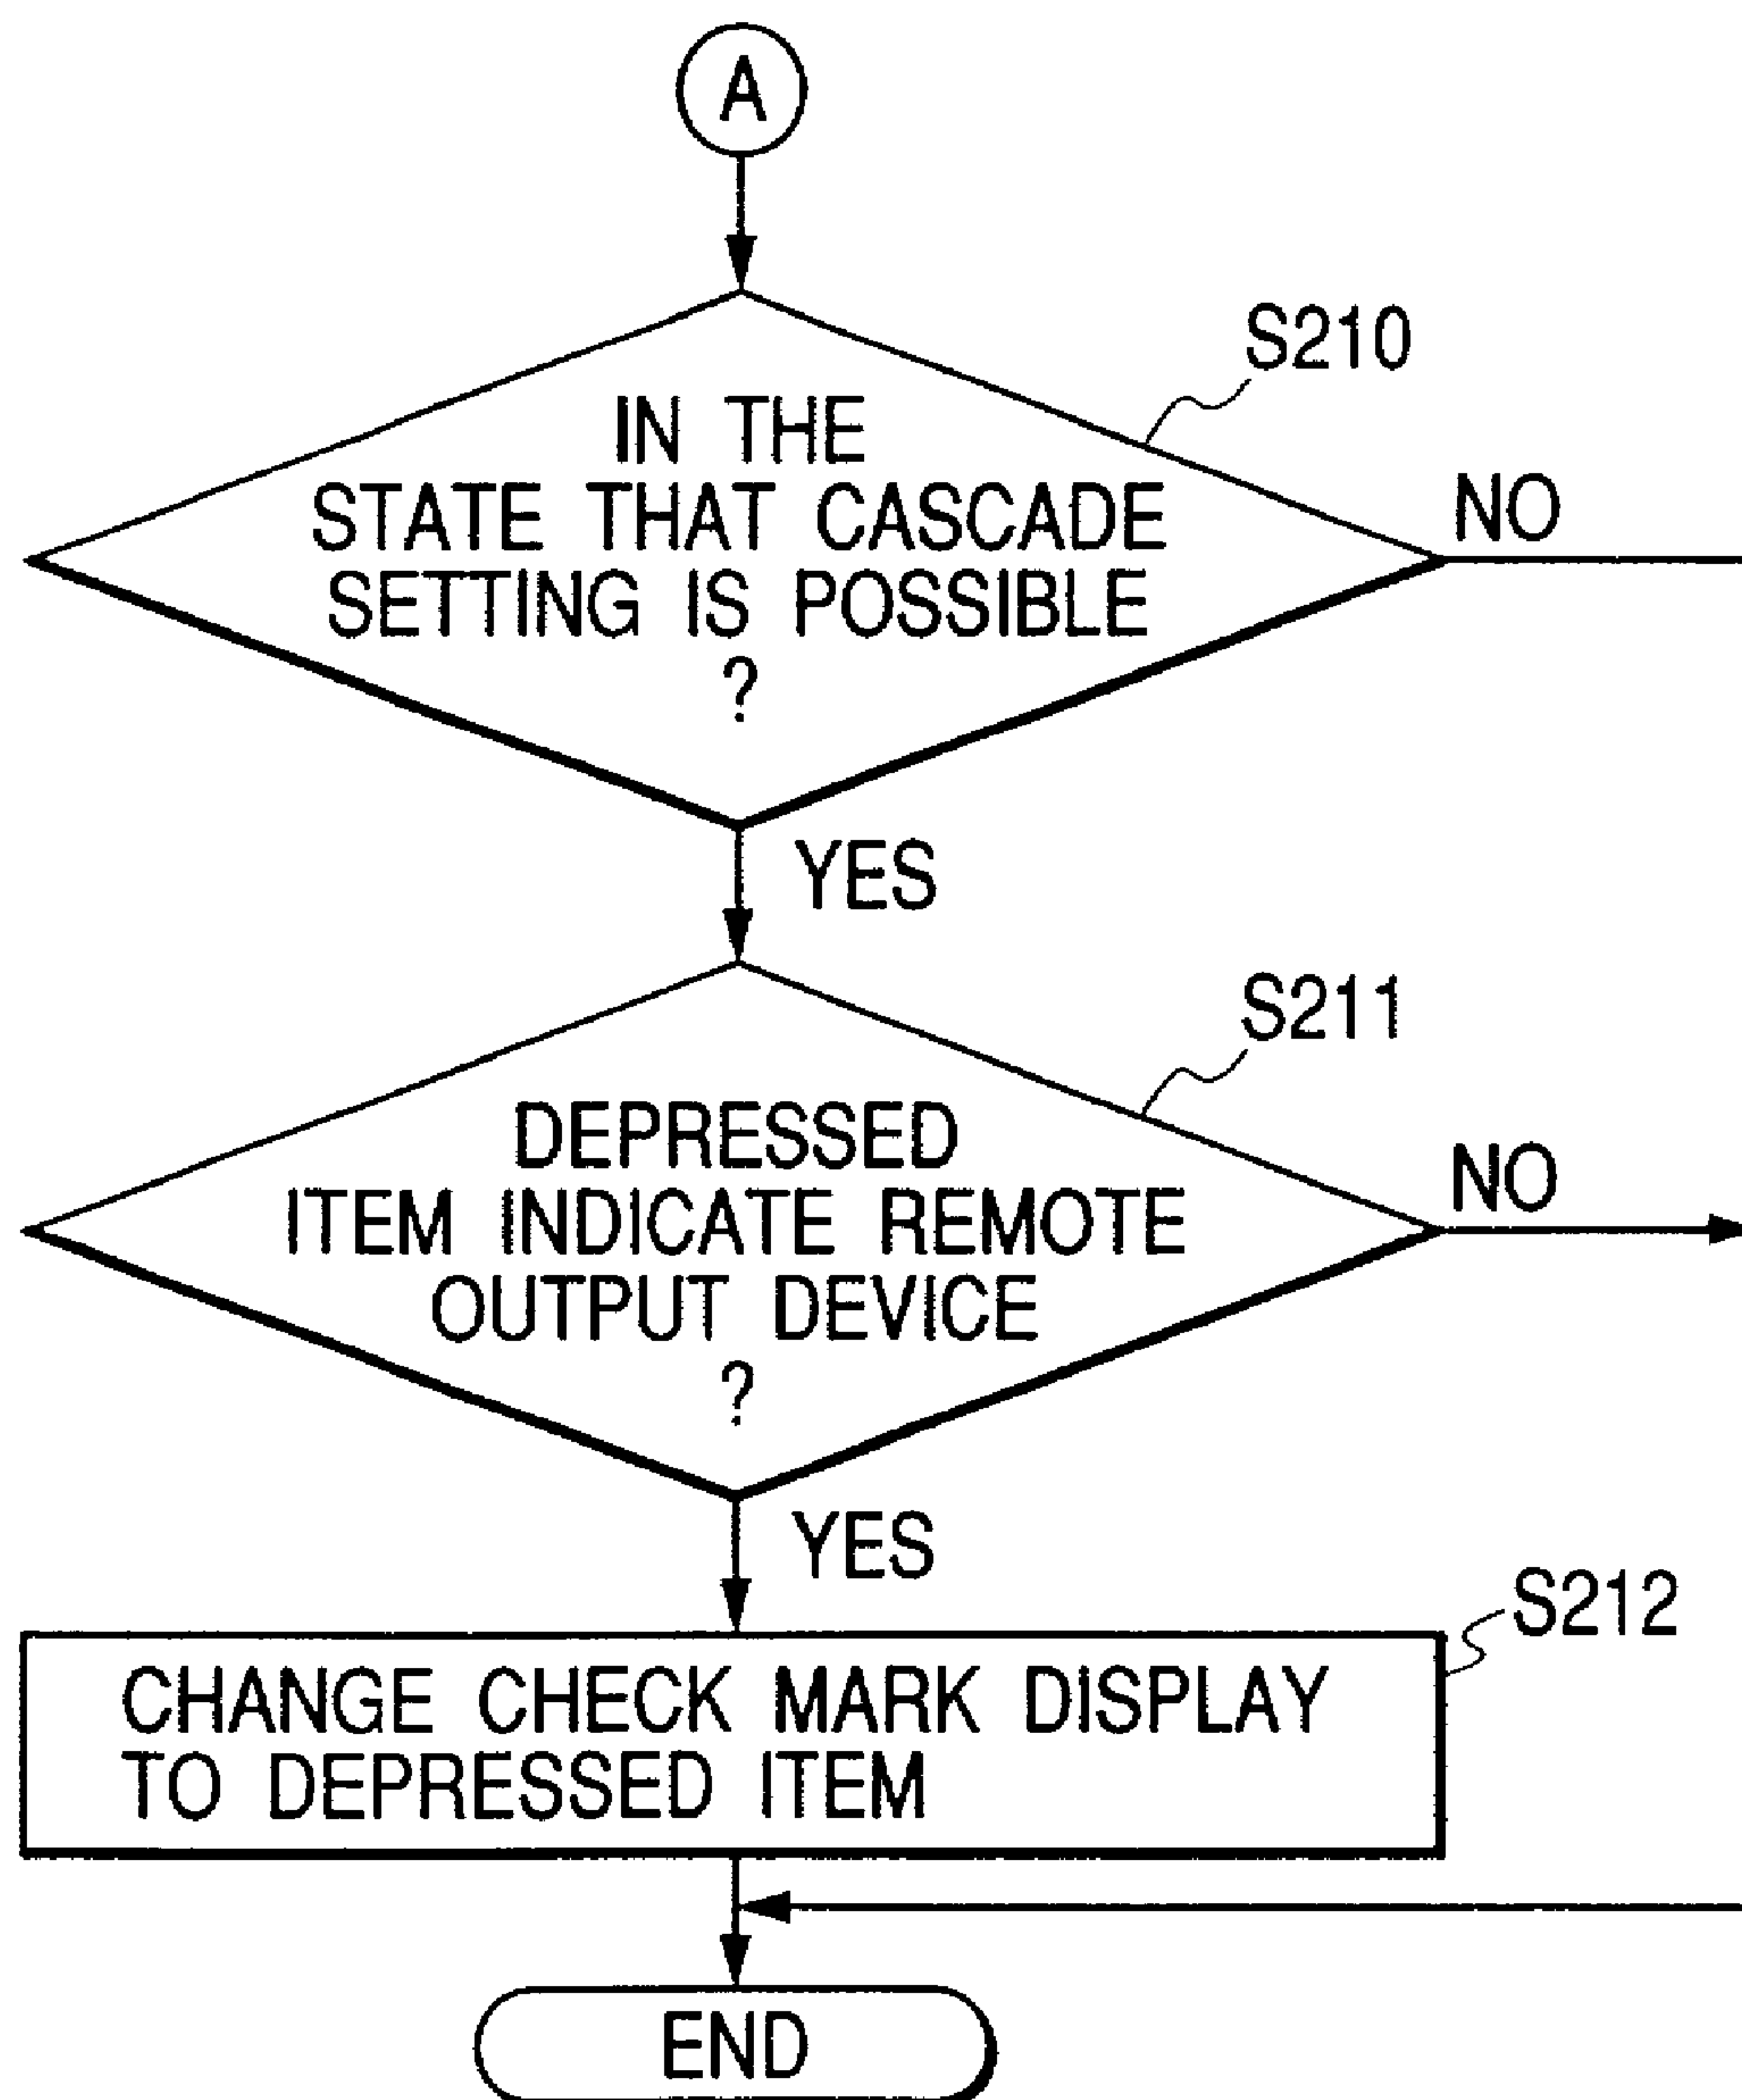 A
S210
IN THE
STATE THAT CASCADE
SETTING IS POSSIBLE
?
NO
YES
S211
DEPRESSED
ITEM INDICATE REMOTE
OUTPUT DEVICE
?
NO
YES
S212
CHANGE CHECK MARK DISPLAY
TO DEPRESSED ITEM
END